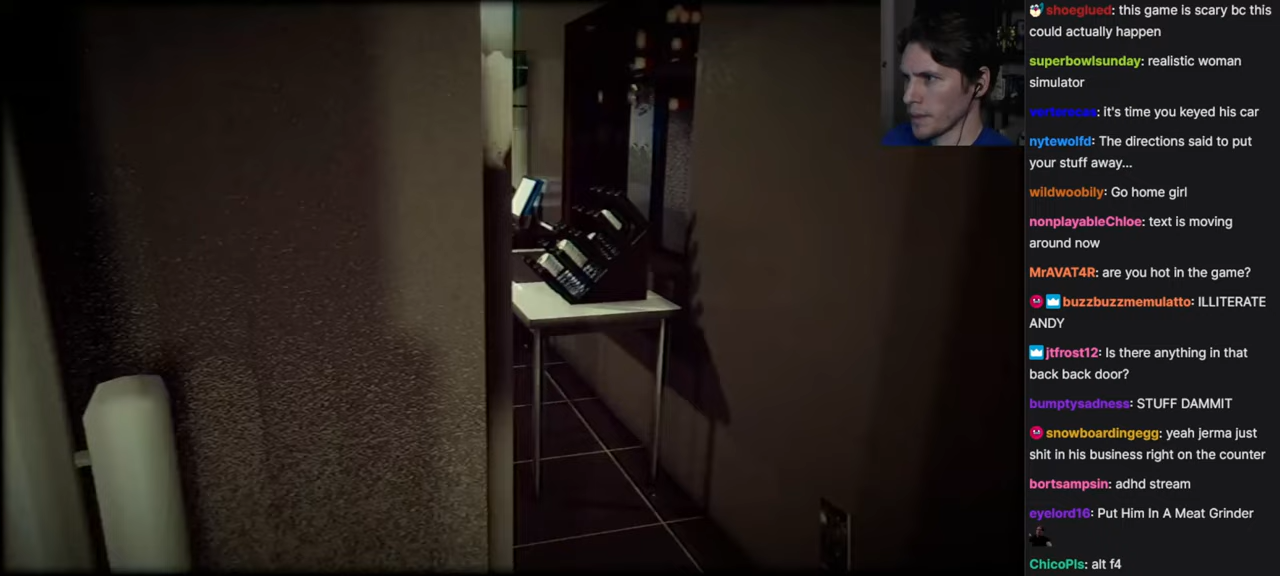 shoeglued: this game is scary bc this
could actually happen
superbowlsunday: realistic woman
simulator
it's time you keyed his car
nytewolfd: The directions said to put
your stuff away...
wildwoobily: Go home girl
nonplayableChloe: text is moving
around now
MrAVAT4R: are you hot in the game?
buzzbuzzmemulatto: ILLITERATE
ANDY
jtfrost12: Is there anything in that
back back door?
bumptysadness: STUFF DAMMIT
snowboardingegg: yeah jerma just
shit in his business right on the counter
bortsampsin: adhd stream
eyelord16: Put Him In A Meat Grinder
ChicoPls: alt f4